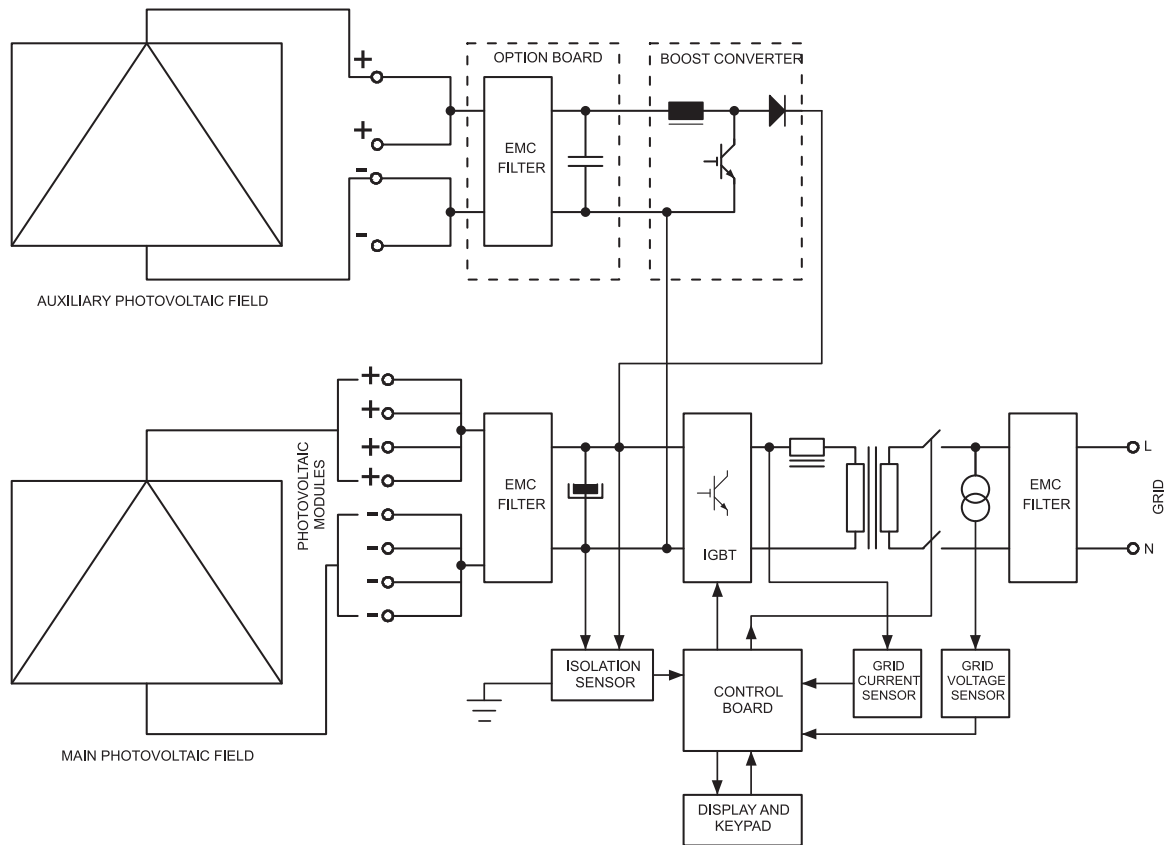 OPTION BOARD
BOOST CONVERTER
+
+
-
-
EMC
FILTER
AUXILIARY PHOTOVOLTAIC FIELD
+
+
+
+
-
-
-
-
PHOTOVOLTAIC
MODULES
EMC
FILTER
IGBT
EMC
FILTER
L
N
GRID
MAIN PHOTOVOLTAIC FIELD
ISOLATION
SENSOR
CONTROL
BOARD
GRID
CURRENT
SENSOR
GRID
VOLTAGE
SENSOR
DISPLAY AND
KEYPAD